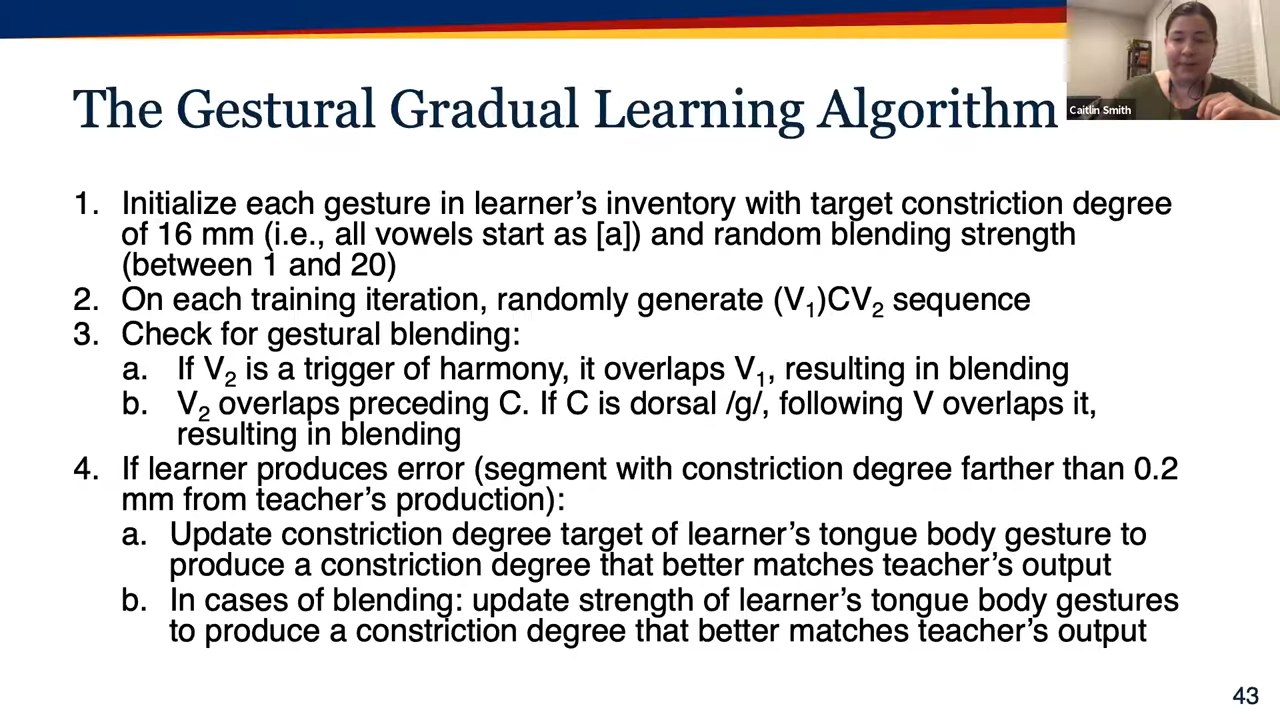 The Gestural Gradual Learning Algorithm
Caitlin Smith
1. Initialize each gesture in learner's inventory with target constriction degree
of 16 mm (i.e., all vowels start as [a]) and random blending strength
(between 1 and 20)
2. On each training iteration, randomly generate (V₁)CV₂ sequence
3. Check for gestural blending:
a. If V₂ is a trigger of harmony, it overlaps V₁, resulting in blending
b. V₂ overlaps preceding C. If C is dorsal /g/, following V overlaps it,
resulting in blending
4. If learner produces error (segment with constriction degree farther than 0.2
mm from teacher's production):
a. Update constriction degree target of learner's tongue body gesture to
produce a constriction degree that better matches teacher's output
b. In cases of blending: update strength of learner's tongue body gestures
to produce a constriction degree that better matches teacher's output
43